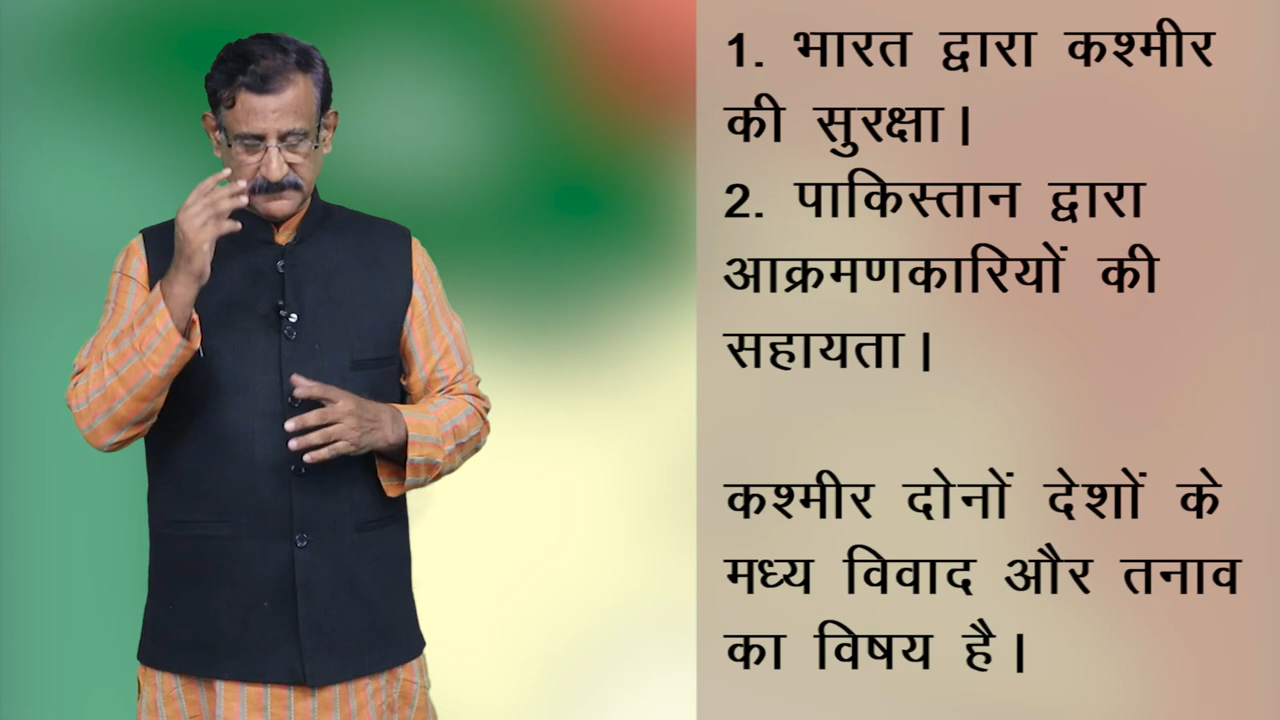 1. भारत द्वारा कश्मीर
की सुरक्षा।
2. पाकिस्तान द्वारा
आक्रमणकारियों की
सहायता।
कश्मीर दोनों देशों के
मध्य विवाद और तनाव
का विषय है।